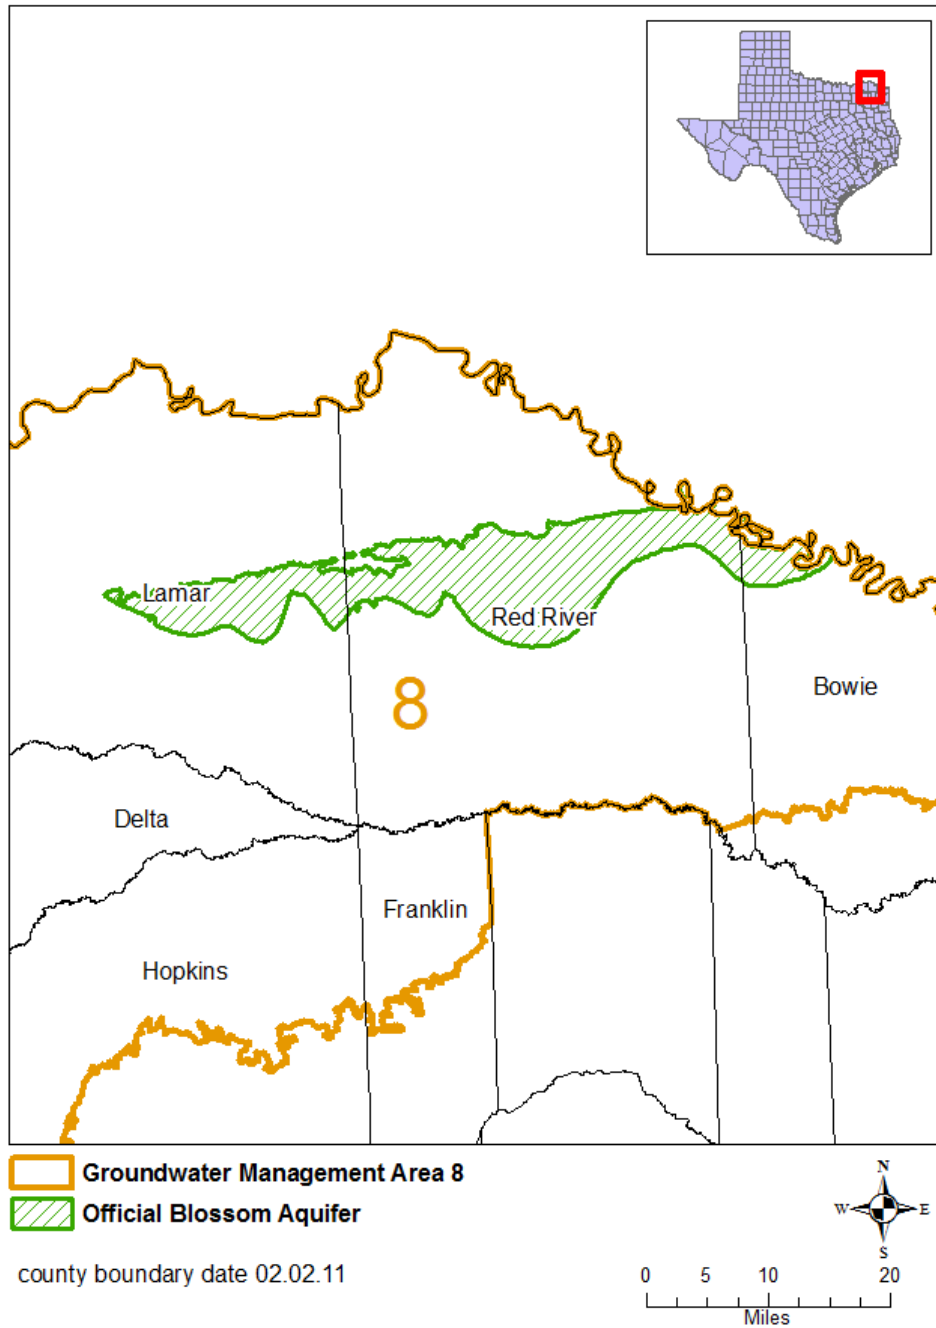 Lamar
Red River
8
Bowie
Delta
Franklin
Hopkins
Groundwater Management Area 8
Official Blossom Aquifer
county boundary date 02.02.11
N
W E
S
0 5 10 20
Miles